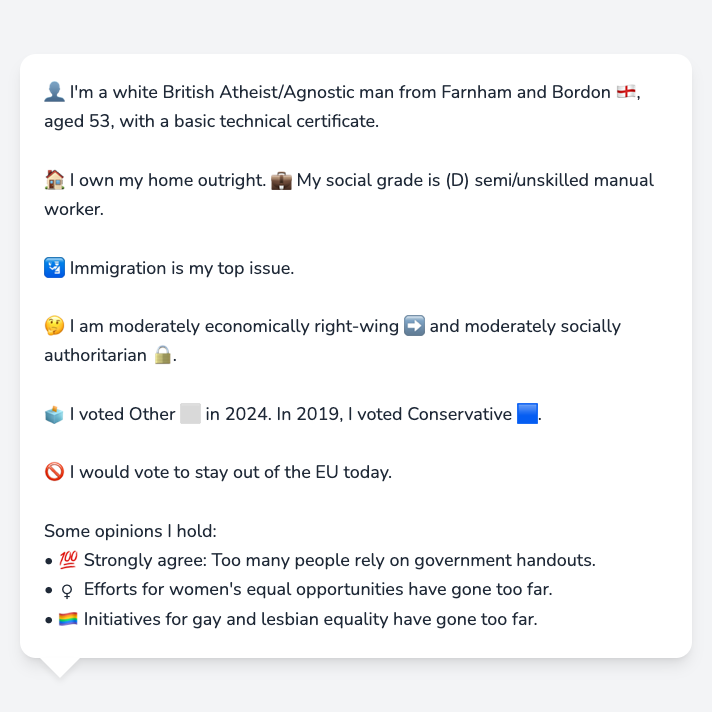 👤 I'm a white British Atheist/Agnostic man from Farnham and Bordon 🏴󠁧󠁢󠁥󠁮󠁧󠁿,
aged 53, with a basic technical certificate.
🏠 I own my home outright. 💼 My social grade is (D) semi/unskilled manual
worker.
🛂 Immigration is my top issue.
🤔 I am moderately economically right-wing ➡️ and moderately socially
authoritarian 🔒.
🗳️ I voted Other ⬜ in 2024. In 2019, I voted Conservative 🟦.
🚫 I would vote to stay out of the EU today.
Some opinions I hold:
• 💯 Strongly agree: Too many people rely on government handouts.
• ♀ Efforts for women's equal opportunities have gone too far.
• 🏳️‍🌈 Initiatives for gay and lesbian equality have gone too far.